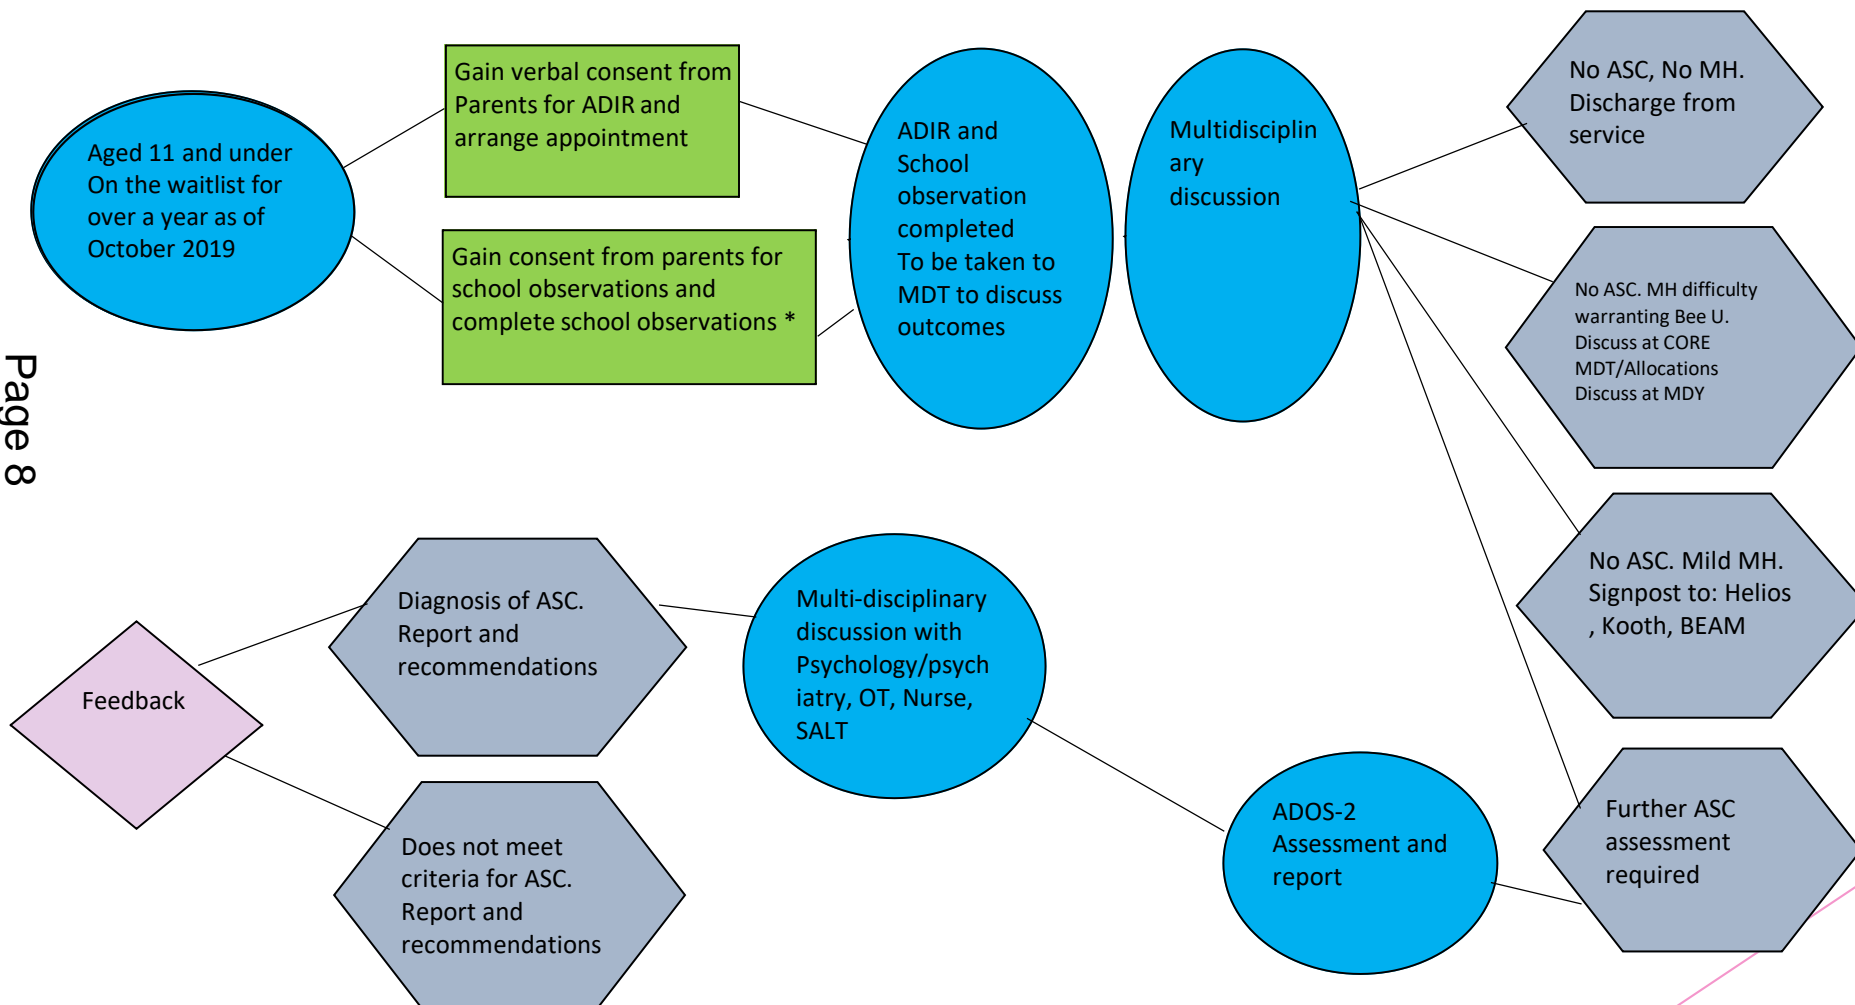 Aged 11 and under
On the waitlist for
over a year as of
October 2019
Gain verbal consent from
Parents for ADIR and
arrange appointment
Gain consent from parents for
school observations and
complete school observations *
ADIR and
School
observation
completed
To be taken to
MDT to discuss
outcomes
Multidisciplin
ary
discussion
No ASC, No MH.
Discharge from
service
No ASC. MH difficulty
warranting Bee U.
Discuss at CORE
MDT/Allocations
Discuss at MDY
No ASC. Mild MH.
Signpost to: Helios
, Kooth, BEAM
Further ASC
assessment
required
ADOS-2
Assessment and
report
Multi-disciplinary
discussion with
Psychology/psych
iatry, OT, Nurse,
SALT
Diagnosis of ASC.
Report and
recommendations
Does not meet
criteria for ASC.
Report and
recommendations
Feedback
Page 8